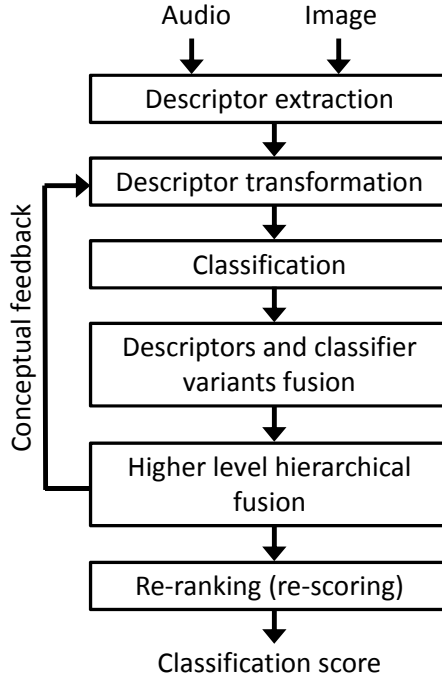 Audio Image
Descriptor extraction
Descriptor transformation
Classification
Descriptors and classifier
variants fusion
Higher level hierarchical
fusion
Re-ranking (re-scoring)
Classification score
Conceptual feedback